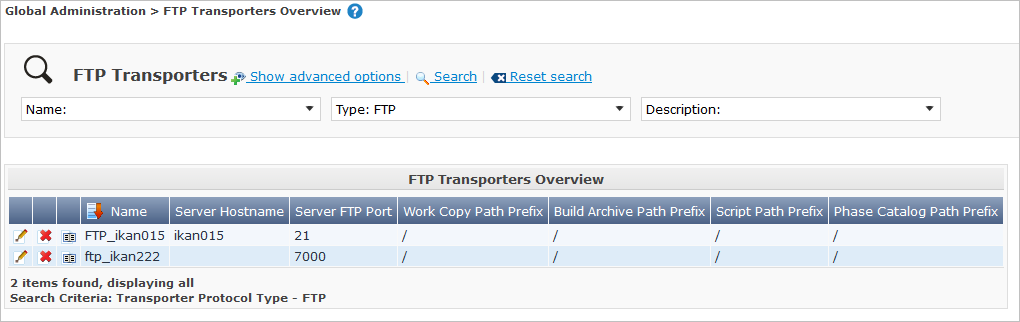 Global Administration > FTP Transporters Overview ?
FTP Transporters Show advanced options | Search | Reset search
Name: Type: FTP Description:
FTP Transporters Overview
Name Server Hostname Server FTP Port Work Copy Path Prefix Build Archive Path Prefix Script Path Prefix Phase Catalog Path Prefix
FTP_ikan015 ikan015 21 / / / /
ftp_ikan222 7000 / / / /
2 items found, displaying all
Search Criteria: Transporter Protocol Type - FTP